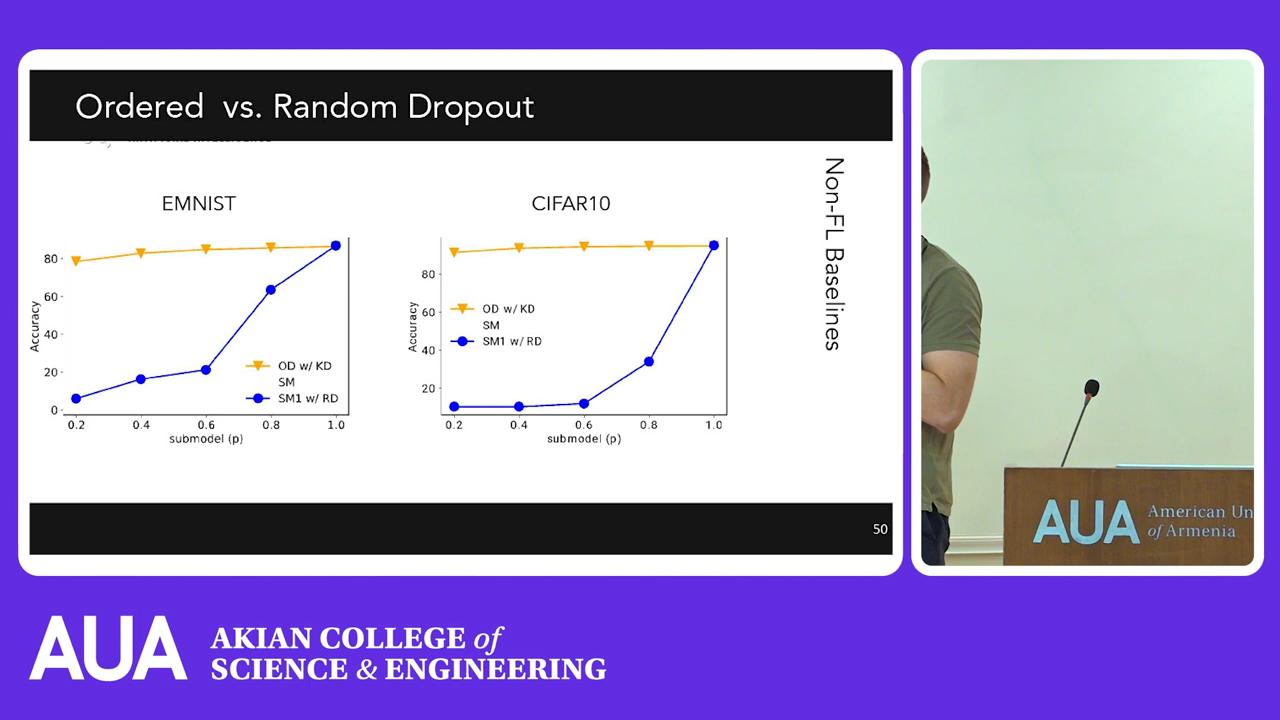 Ordered vs. Random Dropout
Non-FL Baselines
EMNIST
80
60
40
20
0
Accuracy
OD w/ KD
SM
SM1 w/ RD
0.2 0.4 0.6 0.8 1.0
submodel (p)
CIFAR10
80
60
40
20
Accuracy
OD w/ KD
SM
SM1 w/ RD
0.2 0.4 0.6 0.8 1.0
submodel (p)
50
AUA American Un
of Armenia
AUA
AKIAN COLLEGE of
SCIENCE & ENGINEERING